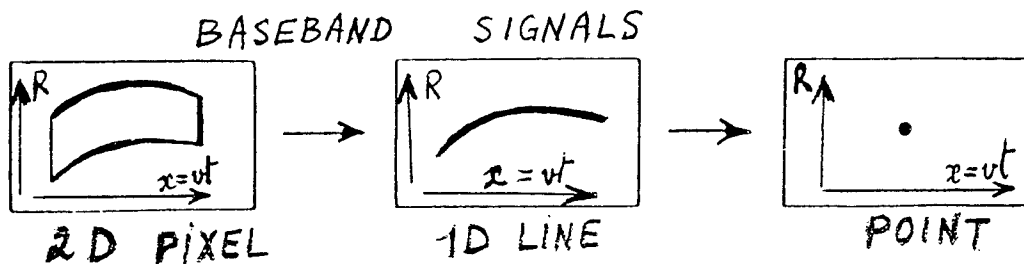 BASEBAND SIGNALS
R
x=vt
R
x = vt
R
x=vt
2D PiXEL
1D LINE
POINT